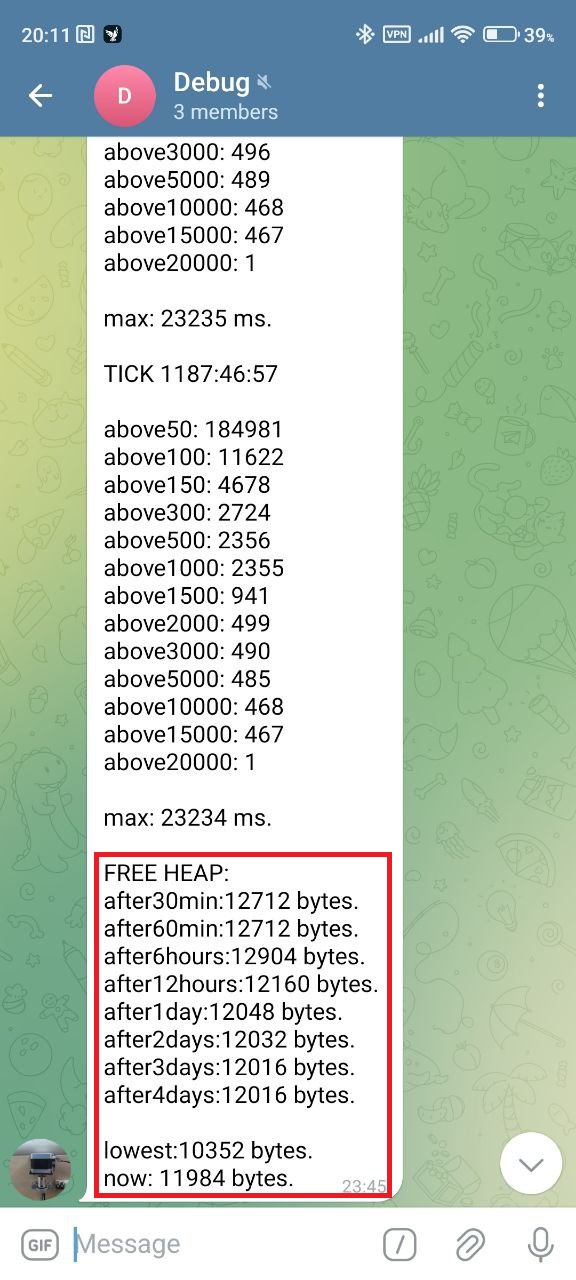 20:11 VPN 39%
D
Debug
3 members
above3000: 496
above5000: 489
above10000: 468
above15000: 467
above20000: 1
max: 23235 ms.
TICK 1187:46:57
above50: 184981
above100: 11622
above150: 4678
above300: 2724
above500: 2356
above1000: 2355
above1500: 941
above2000: 499
above3000: 490
above5000: 485
above10000: 468
above15000: 467
above20000: 1
max: 23234 ms.
FREE HEAP:
after30min:12712 bytes.
after60min:12712 bytes.
after6hours:12904 bytes.
after12hours:12160 bytes.
after1day:12048 bytes.
after2days:12032 bytes.
after3days:12016 bytes.
after4days:12016 bytes.
lowest:10352 bytes.
now: 11984 bytes.
23:45
GIF Message /